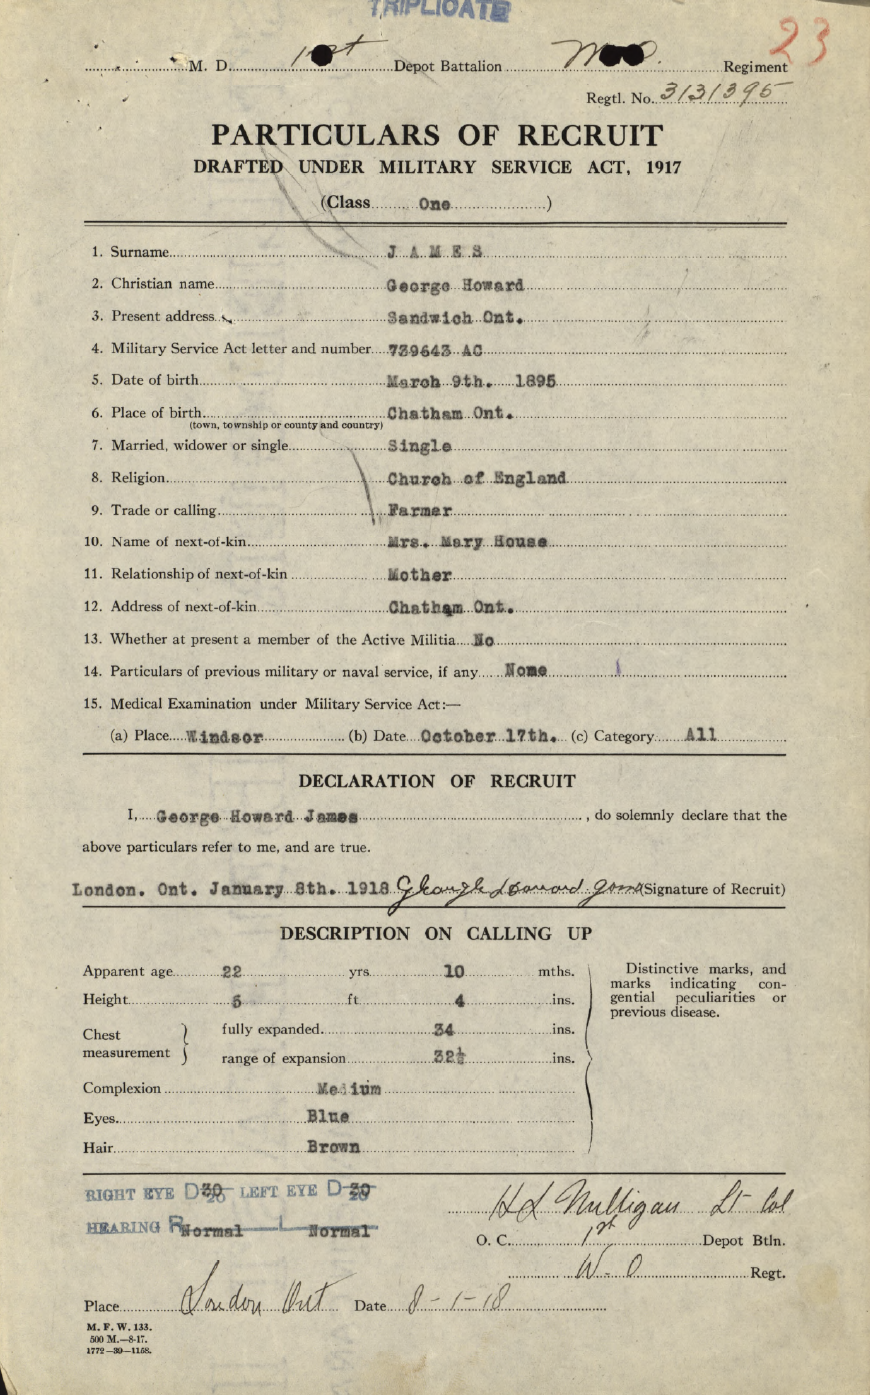 TRIPLICATE
23
M. D. 1st Depot Battalion Regiment
Regtl. No. 3131395
PARTICULARS OF RECRUIT
DRAFTED UNDER MILITARY SERVICE ACT, 1917
(Class One)
1. Surname J A M E S
2. Christian name George Howard
3. Present address Sandwich Ont.
4. Military Service Act letter and number 739643 AC
5. Date of birth March 9th. 1895
6. Place of birth Chatham Ont.
(town, township or county and country)
7. Married, widower or single Single
8. Religion Church of England
9. Trade or calling Farmer
10. Name of next-of-kin Mrs. Mary House
11. Relationship of next-of-kin Mother
12. Address of next-of-kin Chatham Ont.
13. Whether at present a member of the Active Militia No
14. Particulars of previous military or naval service, if any None
15. Medical Examination under Military Service Act:—
(a) Place Windsor (b) Date October 17th. (c) Category All
DECLARATION OF RECRUIT
I, George Howard James , do solemnly declare that the
above particulars refer to me, and are true.
London. Ont. January 8th. 1918 (Signature of Recruit)
DESCRIPTION ON CALLING UP
Apparent age 22 yrs. 10 mths.
Height 5 ft 4 ins.
Chest measurement } fully expanded 34 ins.
range of expansion 32½ ins.
Complexion Medium
Eyes Blue
Hair Brown
Distinctive marks, and
marks indicating con-
genital peculiarities or
previous disease.
RIGHT EYE D 20 LEFT EYE D 20
HEARING R Normal L Normal
H L Milligan Lt Col
O. C. 1st Depot Btln.
W. O Regt.
Place London Ont Date 8-1-18
M. F. W. 133.
500 M.—8-17.
1772—39—1158.